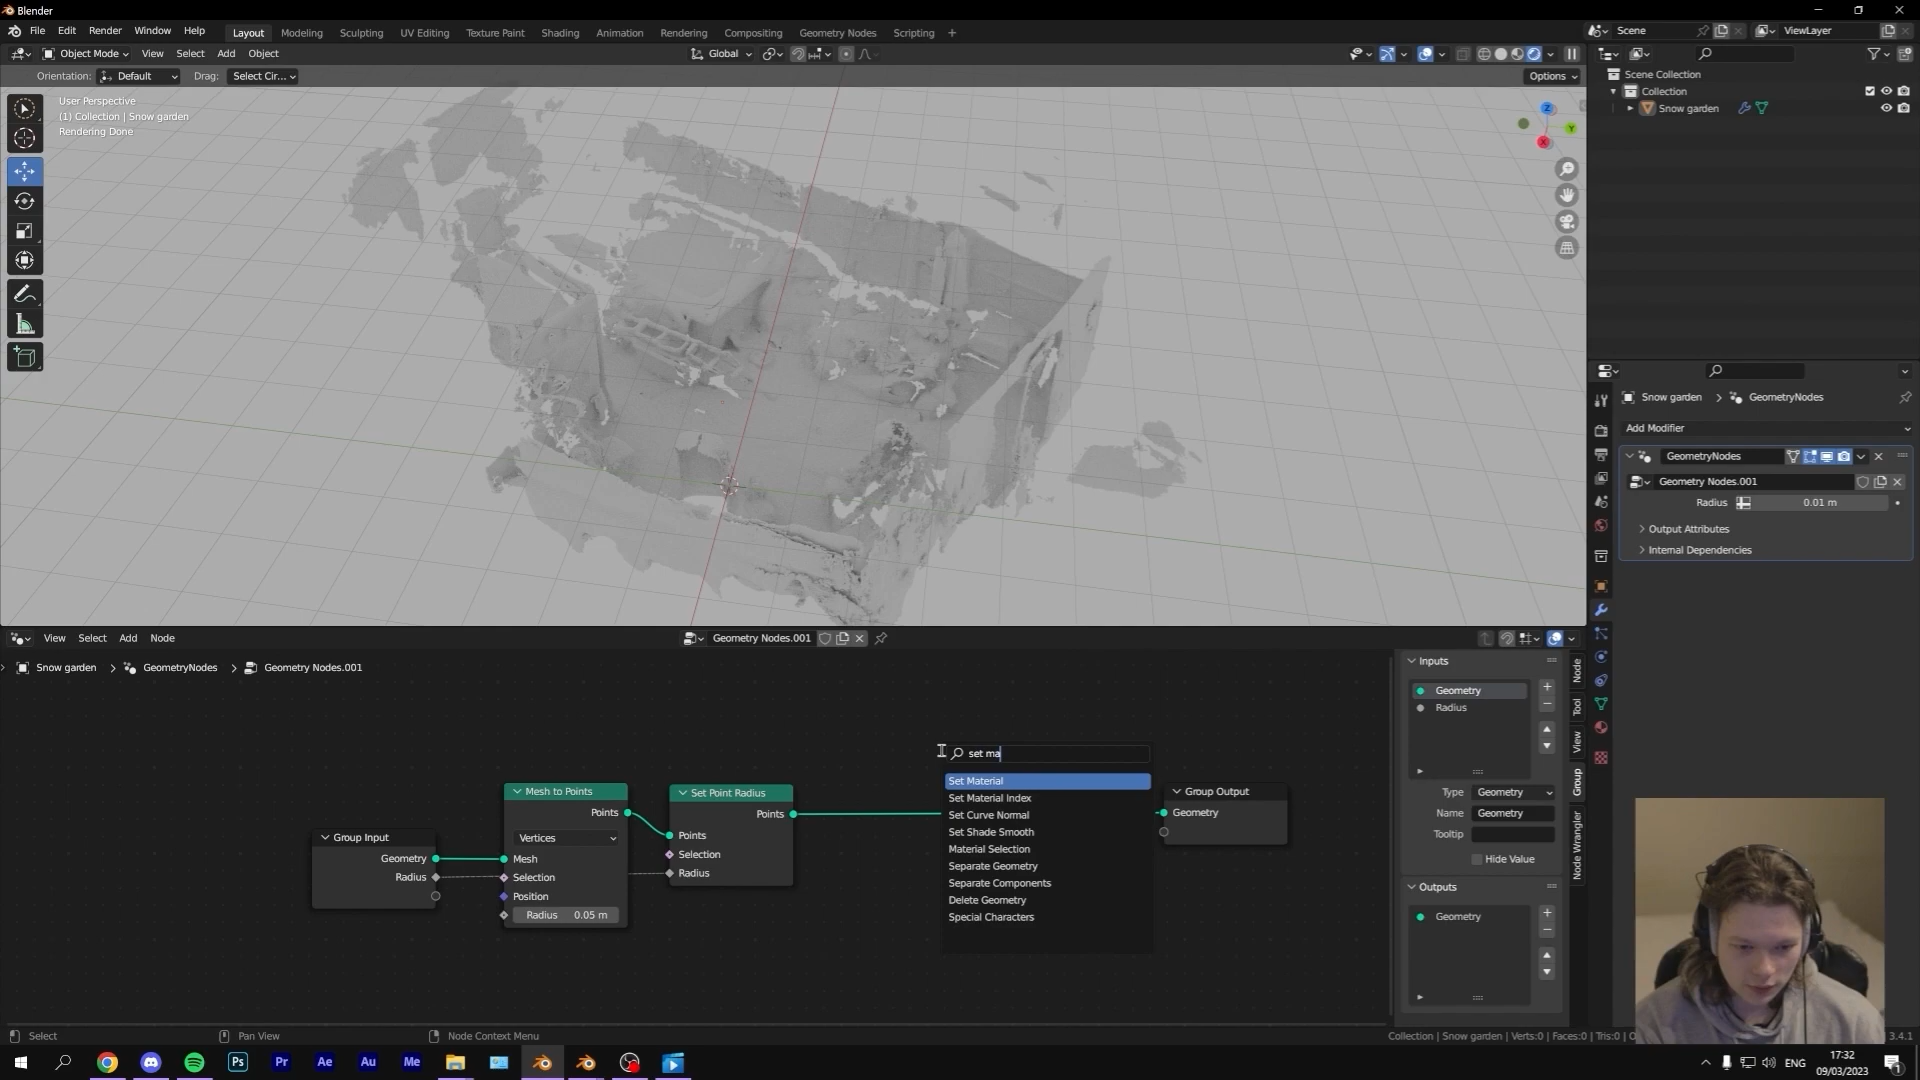 Blender
File Edit Render Window Help Layout Modeling Sculpting UV Editing Texture Paint Shading Animation Rendering Compositing Geometry Nodes Scripting + Scene ViewLayer
Object Mode View Select Add Object Global
Orientation: Default Drag: Select Cir... Options
User Perspective
(1) Collection | Snow garden
Rendering Done
Z
Y
X
Scene Collection
Collection
Snow garden
Snow garden > GeometryNodes
Add Modifier
GeometryNodes
Geometry Nodes.001
Radius 0.01 m
Output Attributes
Internal Dependencies
View Select Add Node Geometry Nodes.001
Snow garden > GeometryNodes > Geometry Nodes.001
Group Input
Geometry
Radius
Mesh to Points
Points
Vertices
Mesh
Selection
Position
Radius 0.05 m
Set Point Radius
Points
Points
Selection
Radius
set ma
Set Material
Set Material Index
Set Curve Normal
Set Shade Smooth
Material Selection
Separate Geometry
Separate Components
Delete Geometry
Special Characters
Group Output
Geometry
Inputs
Geometry
Radius
Type Geometry
Name Geometry
Tooltip
Hide Value
Outputs
Geometry
Node
Tool
View
Group
Node Wrangler
Select Pan View Node Context Menu Collection | Snow garden | Verts:0 | Faces:0 | Tris:0 | O 3.4.1
Ps Pr Ae Au Me ENG 17:32
09/03/2023
1